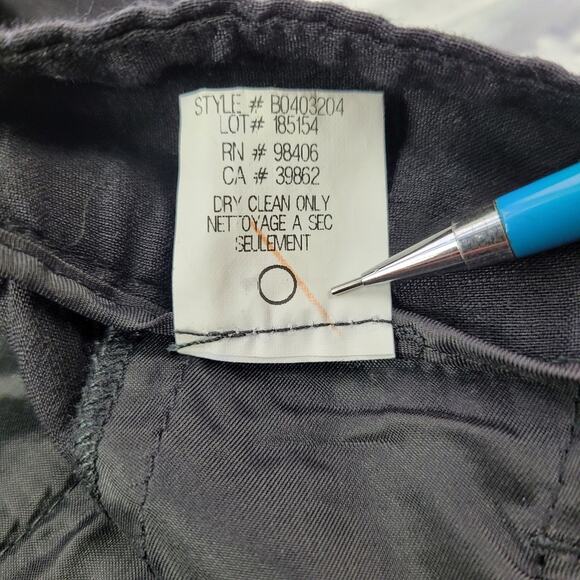 STYLE # B0403204
LOT# 185154
RN # 98406
CA # 39862
DRY CLEAN ONLY
NETTOYAGE A SEC
SEULEMENT